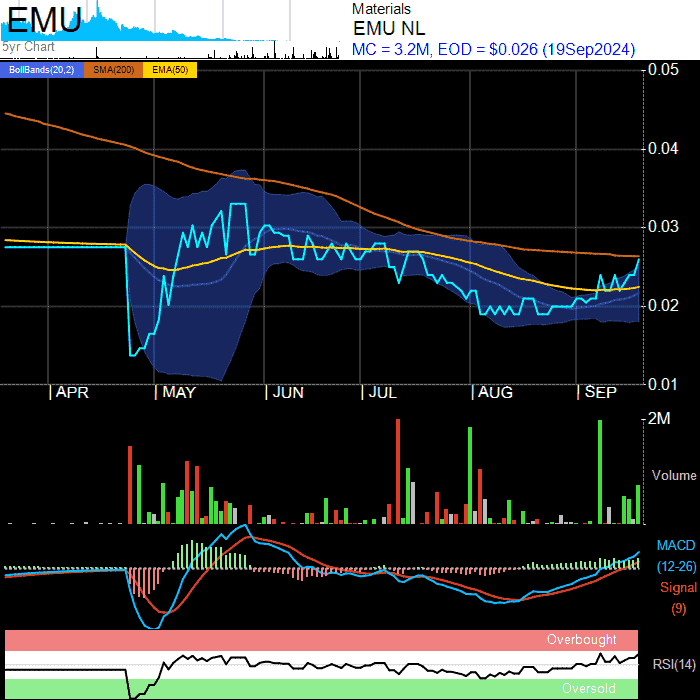 EMU
5yr Chart
Materials
EMU NL
MC = 3.2M, EOD = $0.026 (19Sep2024)
BollBands(20,2) SMA(200) EMA(50)
0.05
0.04
0.03
0.02
0.01
APR MAY JUN JUL AUG SEP
2M
Volume
MACD
(12-26)
Signal
(9)
Overbought
RSI(14)
Oversold